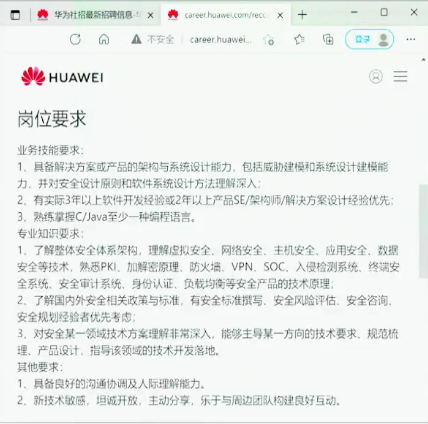 华为社招最新招聘信息-华
career.huawei.com/reco
不安全
career.huawei...
登录
HUAWEI
岗位要求
业务技能要求:
1、具备解决方案或产品的架构与系统设计能力,包括威胁建模和系统设计建模能
力,并对安全设计原则和软件系统设计方法理解深入;
2、有实际3年以上软件开发经验或2年以上产品SE/架构师/解决方案设计经验优先;
3、熟练掌握C/Java至少一种编程语言。
专业知识要求:
1、了解整体安全体系架构,理解虚拟安全、网络安全、主机安全、应用安全、数据
安全等技术,熟悉PKI、加解密原理、防火墙、VPN、SOC、入侵检测系统、终端安
全系统、安全审计系统、身份认证、负载均衡等安全产品的技术原理;
2、了解国内外安全相关政策与标准,有安全标准撰写、安全风险评估、安全咨询、
安全规划经验者优先考虑;
3、对安全某一领域技术方案理解非常深入,能够主导某一方向的技术要求、规范梳
理、产品设计、指导该领域的技术开发落地。
其他要求:
1、具备良好的沟通协调及人际理解能力。
2、新技术敏感,坦诚开放,主动分享,乐于与周边团队构建良好互动。